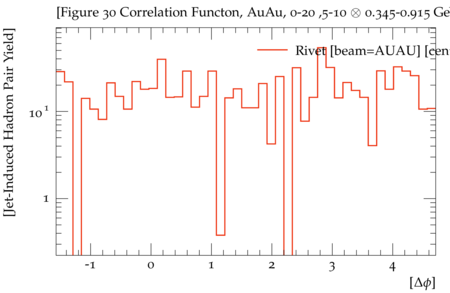 [Figure 30 Correlation Functon, AuAu, 0-20 ,5-10 ⊗ 0.345-0.915 Ge
Rivet [beam=AUAU] [cen
[Jet-Induced Hadron Pair Yield]
10¹
1
-1 0 1 2 3 4
[Δϕ]